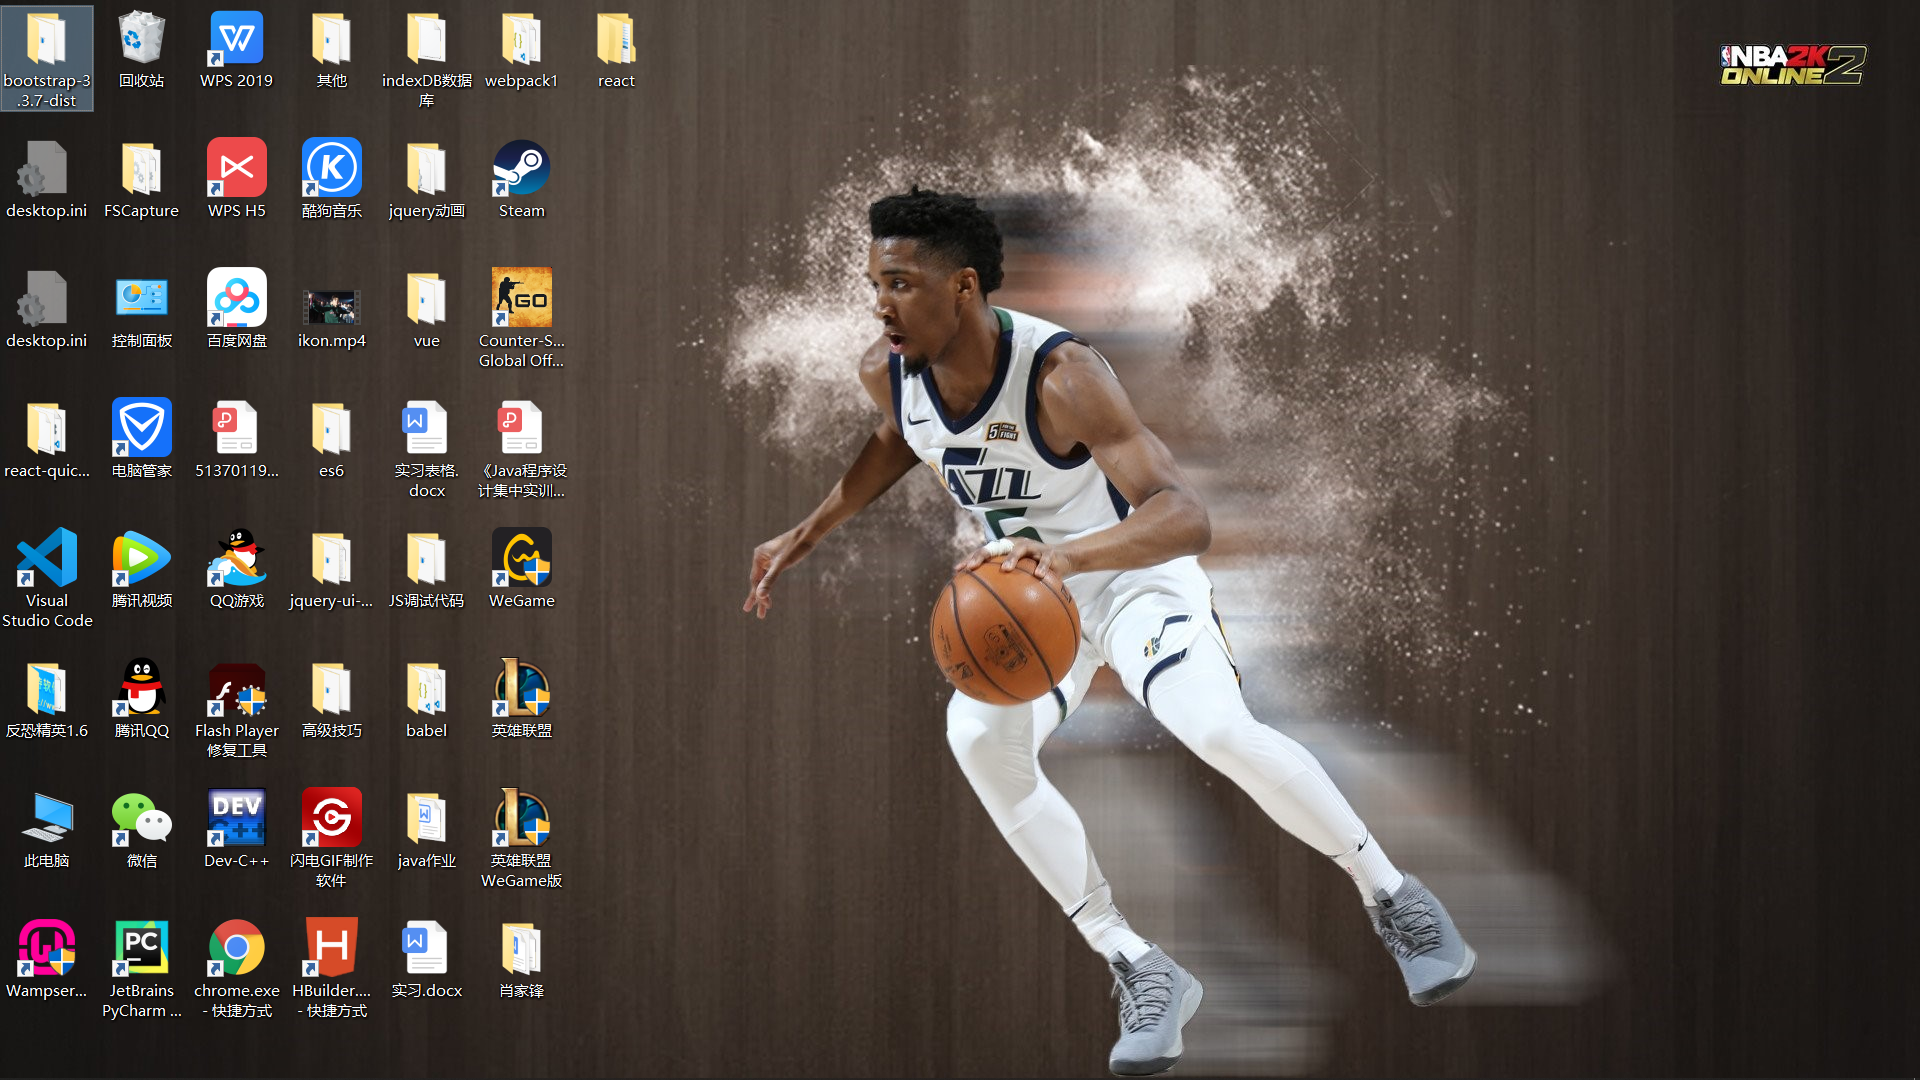 bootstrap-3
.3.7-dist
回收站
WPS 2019
其他
indexDB数据
库
webpack1
react
NBA2K
ONLINE2
desktop.ini
FSCapture
WPS H5
酷狗音乐
jquery动画
Steam
desktop.ini
控制面板
百度网盘
ikon.mp4
vue
GO
Counter-S...
Global Off...
react-quic...
电脑管家
51370119...
es6
实习表格.
docx
《Java程序设
计集中实训...
5 FOR THE FIGHT
JAZZ
Visual
Studio Code
腾讯视频
QQ游戏
jquery-ui-...
JS调试代码
WeGame
反恐精英1.6
腾讯QQ
Flash Player
修复工具
高级技巧
babel
英雄联盟
此电脑
微信
DEV
C++
Dev-C++
闪电GIF制作
软件
java作业
英雄联盟
WeGame版
Wampser...
PC
JetBrains
PyCharm ...
chrome.exe
- 快捷方式
H
HBuilder....
- 快捷方式
实习.docx
肖家锋